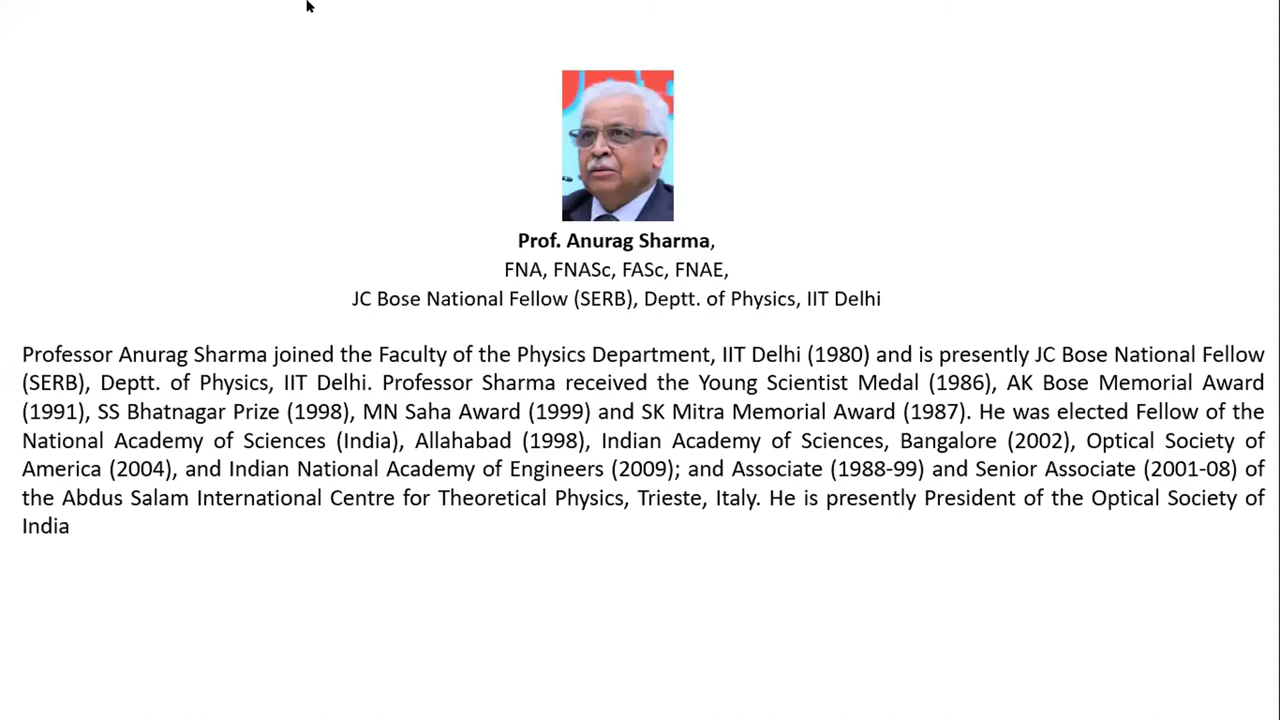 Prof. Anurag Sharma,
FNA, FNASc, FASc, FNAE,
JC Bose National Fellow (SERB), Deptt. of Physics, IIT Delhi
Professor Anurag Sharma joined the Faculty of the Physics Department, IIT Delhi (1980) and is presently JC Bose National Fellow
(SERB), Deptt. of Physics, IIT Delhi. Professor Sharma received the Young Scientist Medal (1986), AK Bose Memorial Award
(1991), SS Bhatnagar Prize (1998), MN Saha Award (1999) and SK Mitra Memorial Award (1987). He was elected Fellow of the
National Academy of Sciences (India), Allahabad (1998), Indian Academy of Sciences, Bangalore (2002), Optical Society of
America (2004), and Indian National Academy of Engineers (2009); and Associate (1988-99) and Senior Associate (2001-08) of
the Abdus Salam International Centre for Theoretical Physics, Trieste, Italy. He is presently President of the Optical Society of
India